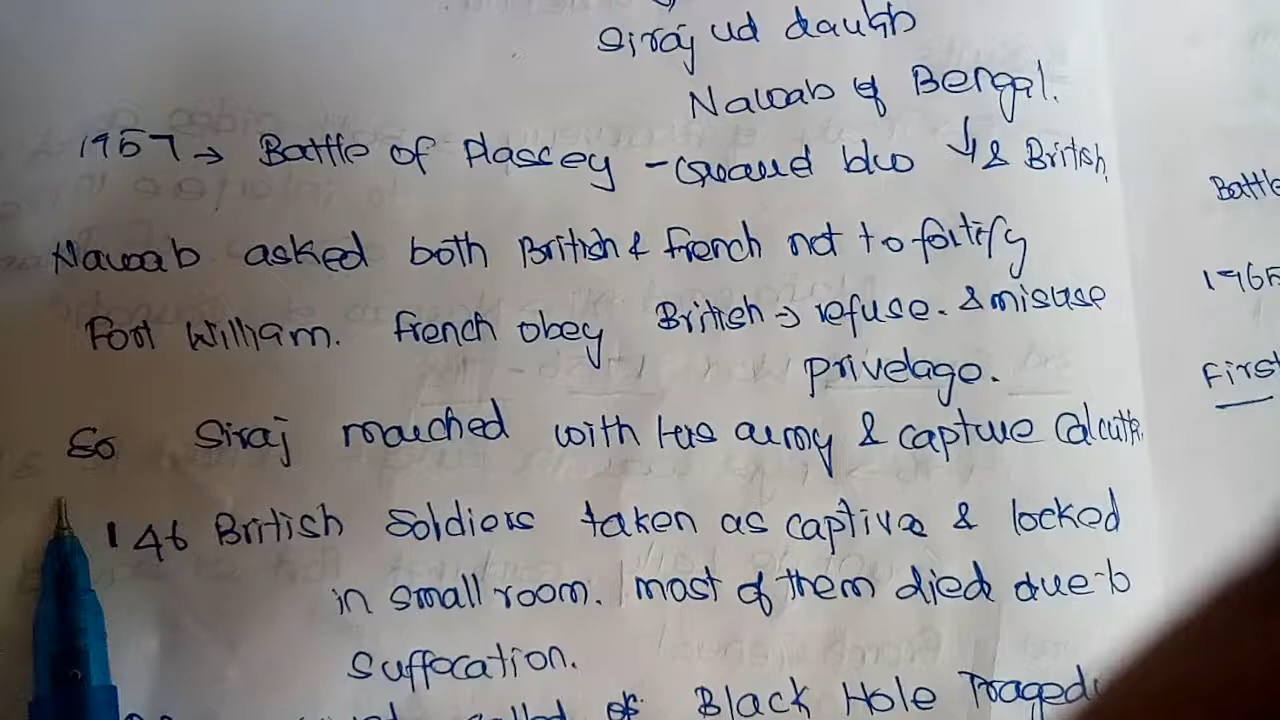 Siraj ud daulah
Nawab of Bengal.
1757 → Battle of Plassey - b/w ↓ & British
Nawab asked both British & French not to fortify
Fort William. French obey British → refuse. & misuse
privelage.
So Siraj marched with his army & capture Calcutta.
146 British Soldiers taken as captive & locked
in small room. most of them died due to
suffocation.
called as Black Hole Tragedy
Battle
First